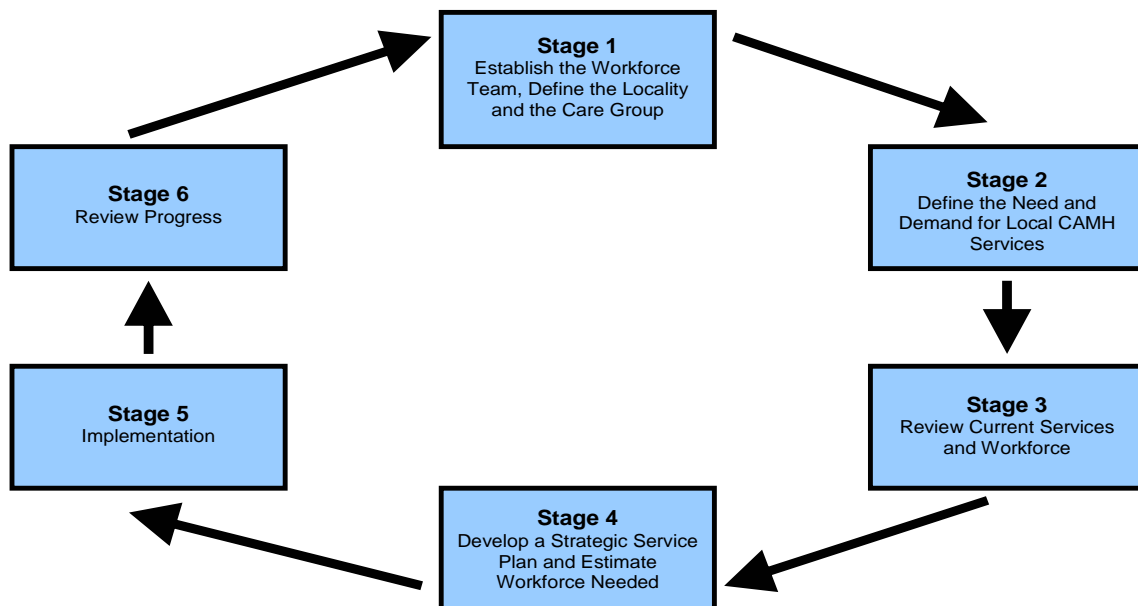 Stage 1
Establish the Workforce
Team, Define the Locality
and the Care Group
Stage 2
Define the Need and
Demand for Local CAMH
Services
Stage 3
Review Current Services
and Workforce
Stage 4
Develop a Strategic Service
Plan and Estimate
Workforce Needed
Stage 5
Implementation
Stage 6
Review Progress